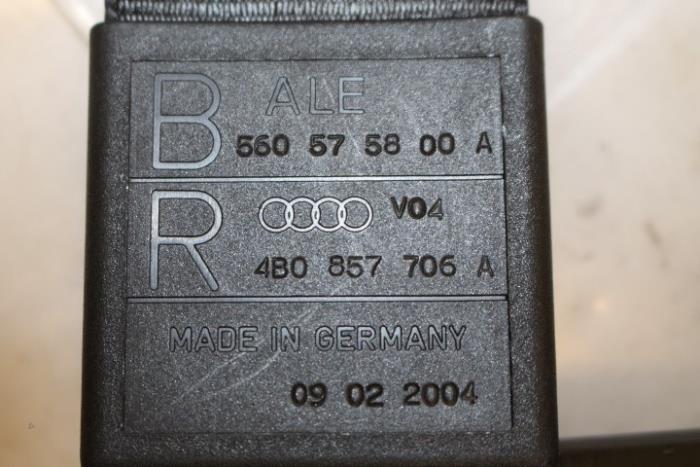 B ALE
560 57 58 00 A
R V04
4B0 857 706 A
MADE IN GERMANY
09 02 2004